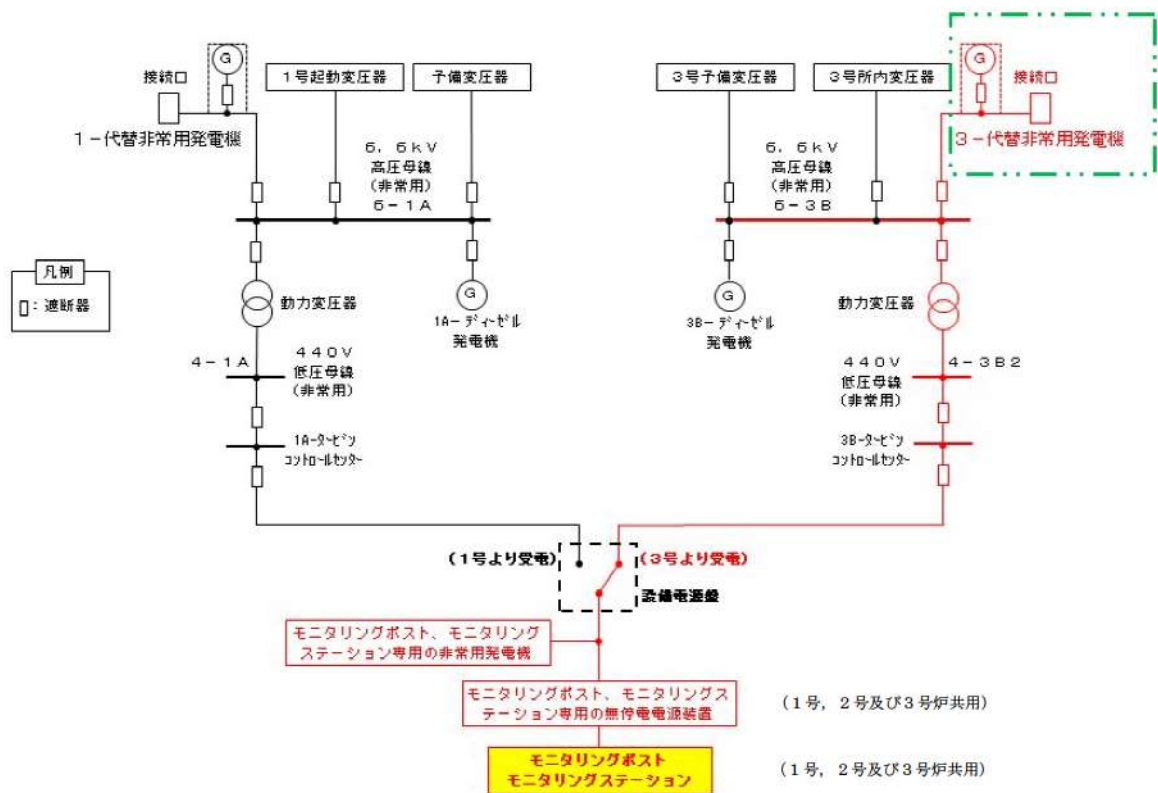 G
接続口
1-代替非常用発電機
1号起動変圧器
予備変圧器
3号予備変圧器
3号所内変圧器
G
接続口
3-代替非常用発電機
6.6kV
高圧母線
(非常用)
6-1A
6.6kV
高圧母線
(非常用)
6-3B
凡例
▯:遮断器
動力変圧器
G
1A-ディーゼル
発電機
G
3B-ディーゼル
発電機
動力変圧器
4-1A
440V
低圧母線
(非常用)
440V
低圧母線
(非常用)
4-3B2
1A-タービン
コントロールセンター
3B-タービン
コントロールセンター
(1号より受電)
(3号より受電)
設備電源盤
モニタリングポスト、モニタリング
ステーション専用の非常用発電機
モニタリングポスト、モニタリングス
テーション専用の無停電電源装置
(1号,2号及び3号炉共用)
モニタリングポスト
モニタリングステーション
(1号,2号及び3号炉共用)